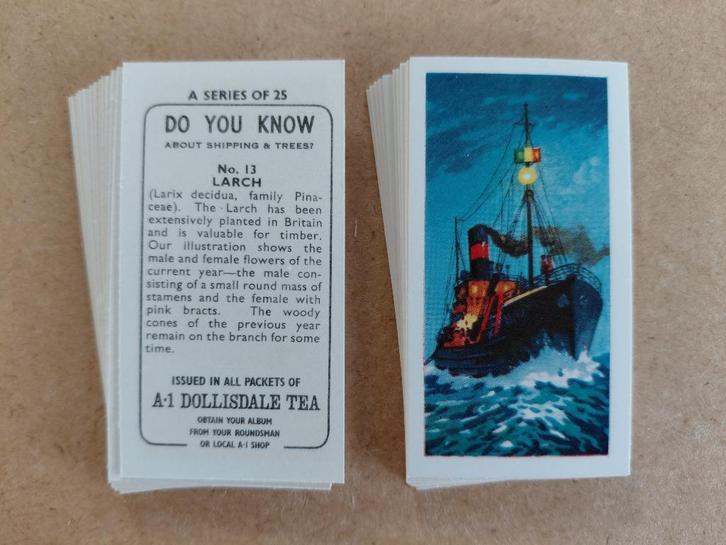 A SERIES OF 25
DO YOU KNOW
ABOUT SHIPPING & TREES?
No. 13
LARCH
(Larix decidua, family Pina-
ceae). The Larch has been
extensively planted in Britain
and is valuable for timber.
Our illustration shows the
male and female flowers of the
current year—the male con-
sisting of a small round mass of
stamens and the female with
pink bracts. The woody
cones of the previous year
remain on the branch for some
time.
ISSUED IN ALL PACKETS OF
A·1 DOLLISDALE TEA
OBTAIN YOUR ALBUM
FROM YOUR ROUNDSMAN
OR LOCAL A·1 SHOP